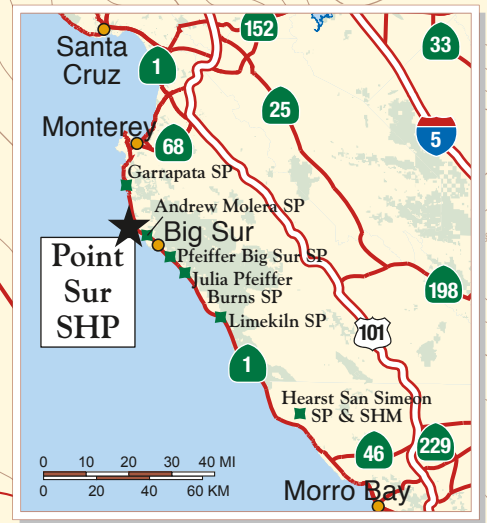 152
33
Santa
Cruz
1
25
5
Monterey
68
Garrapata SP
Andrew Molera SP
Big Sur
Point
Sur
SHP
Pfeiffer Big Sur SP
Julia Pfeiffer
Burns SP
198
Limekiln SP
101
1
Hearst San Simeon
SP & SHM
229
46
0 10 20 30 40 MI
0 20 40 60 KM
Morro Bay